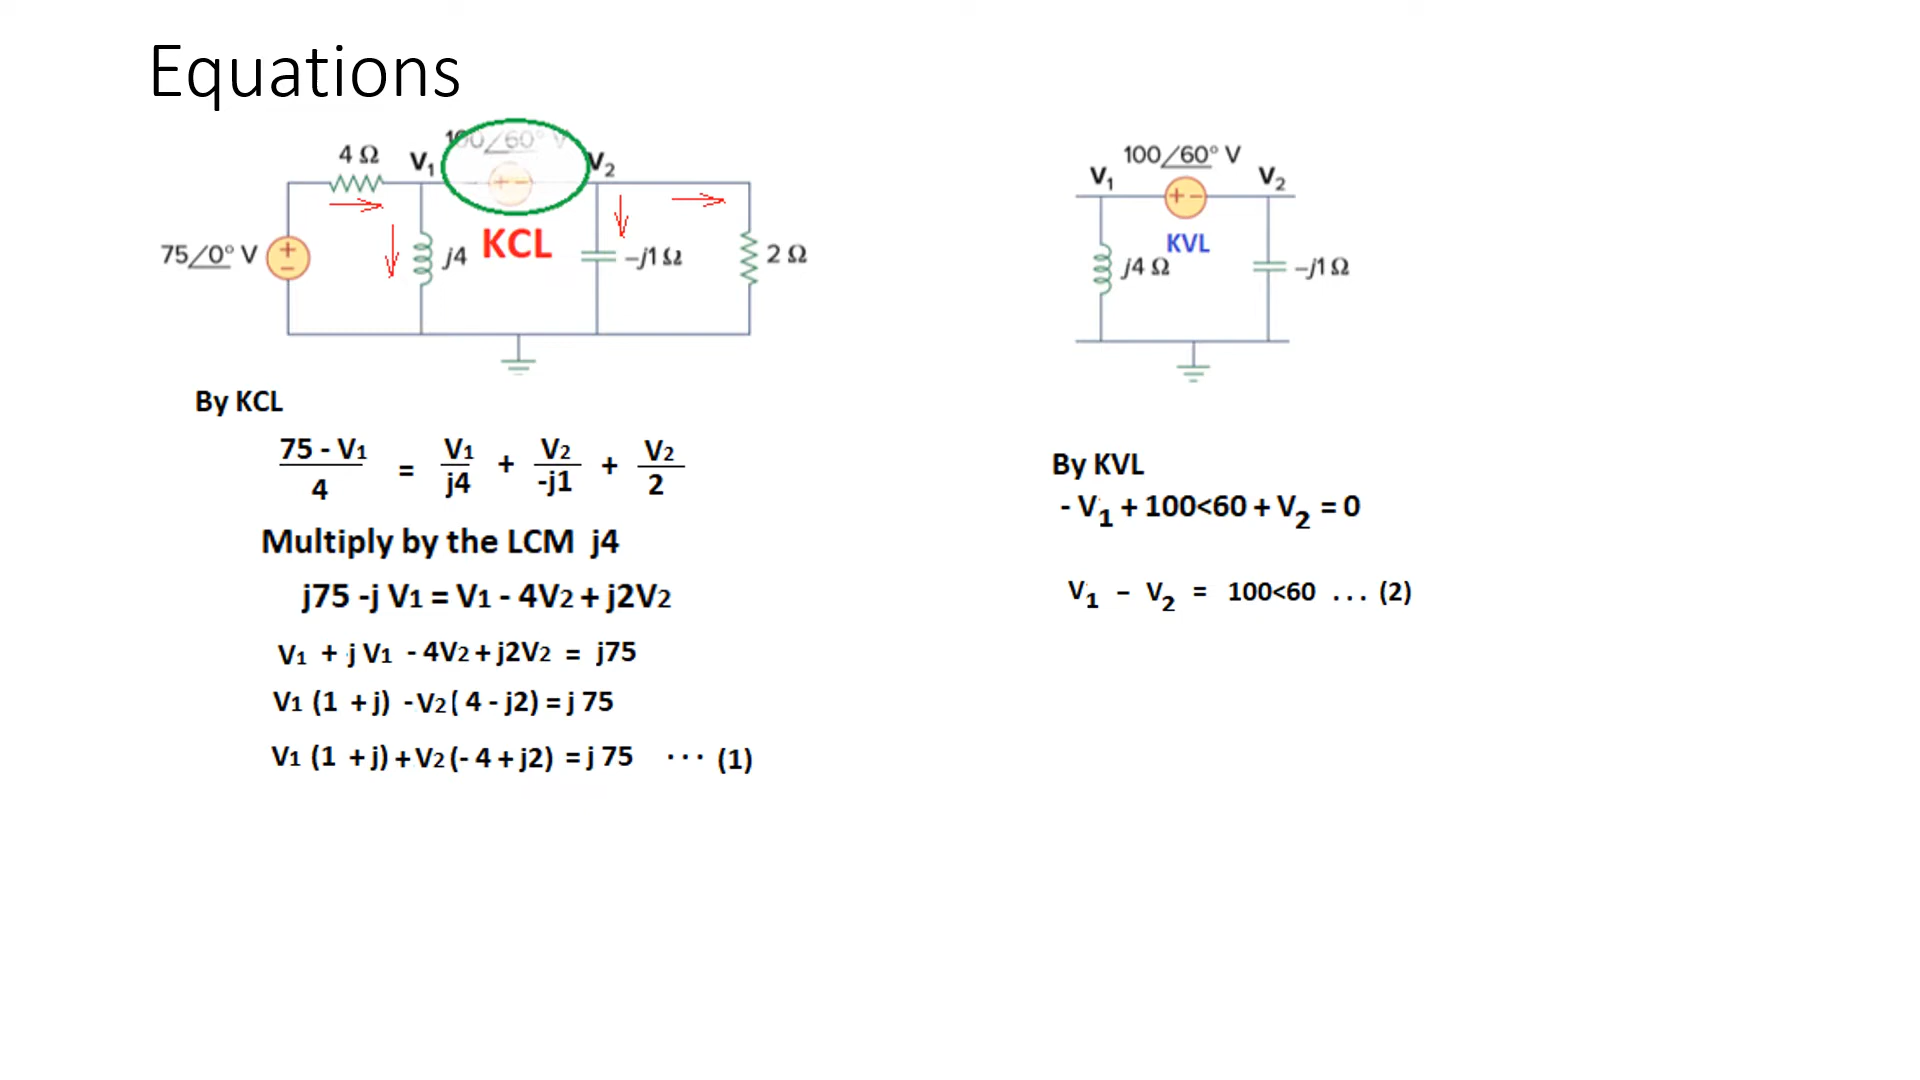 Equations
100∠60° V
4 Ω V1 V2
75∠0° V
+ −
j4 KCL −j1 Ω 2 Ω
By KCL
75 - V1 / 4 = V1 / j4 + V2 / -j1 + V2 / 2
Multiply by the LCM j4
j75 -j V1 = V1 - 4V2 + j2V2
V1 + j V1 - 4V2 + j2V2 = j75
V1 (1 + j) - V2 ( 4 - j2) = j 75
V1 (1 + j) + V2 (- 4 + j2) = j 75 ... (1)
100∠60° V
V1 V2
+ −
KVL
j4 Ω −j1 Ω
By KVL
- V1 + 100<60 + V2 = 0
V1 - V2 = 100<60 ... (2)